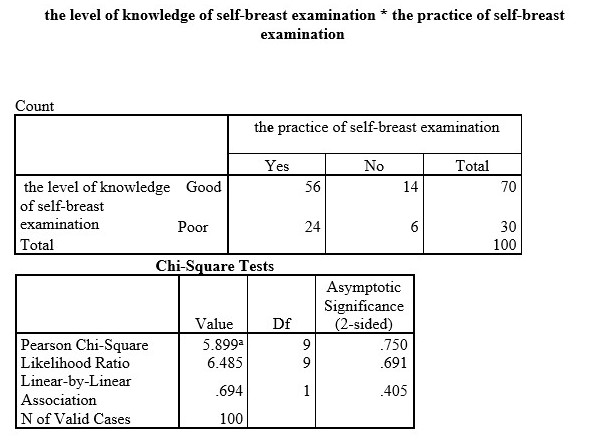 the level of knowledge of self-breast examination * the practice of self-breast
examination
Count
the practice of self-breast examination
Yes No Total
the level of knowledge Good 56 14 70
of self-breast
examination Poor 24 6 30
Total 100
Chi-Square Tests
Value Df Asymptotic
Significance
(2-sided)
Pearson Chi-Square 5.899ᵃ 9 .750
Likelihood Ratio 6.485 9 .691
Linear-by-Linear
Association .694 1 .405
N of Valid Cases 100